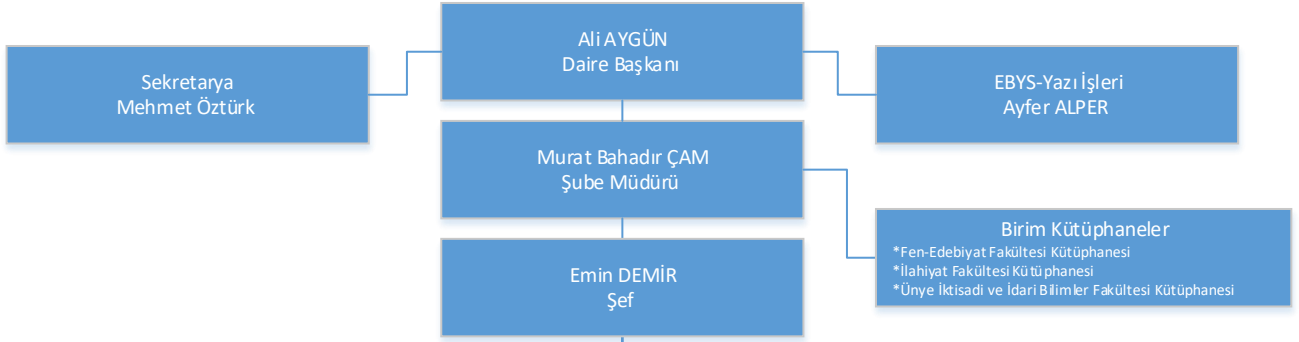 Ali AYGÜN
Daire Başkanı
Sekretarya
Mehmet Öztürk
EBYS-Yazı İşleri
Ayfer ALPER
Murat Bahadır ÇAM
Şube Müdürü
Birim Kütüphaneler
*Fen-Edebiyat Fakültesi Kütüphanesi
*İlahiyat Fakültesi Kütüphanesi
*Ünye İktisadi ve İdari Bilimler Fakültesi Kütüphanesi
Emin DEMİR
Şef